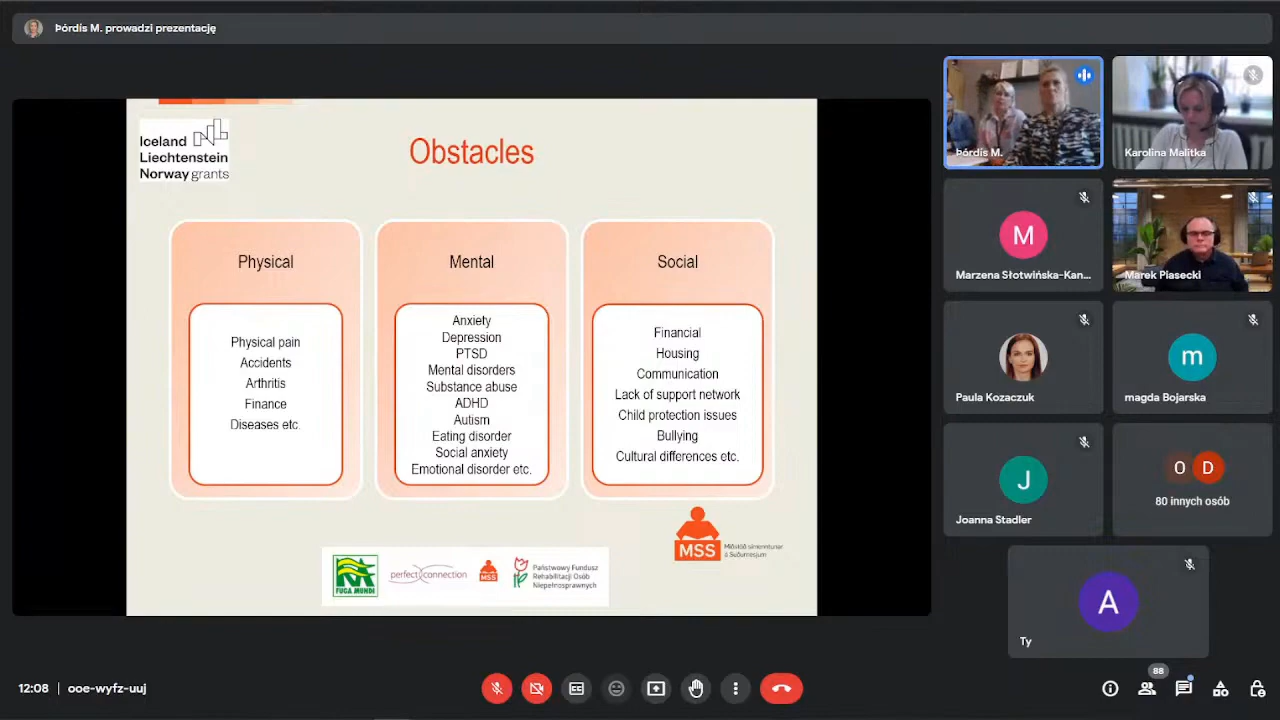 Þórdís M. prowadzi prezentację
Iceland
Liechtenstein
Norway grants
Obstacles
Physical
Physical pain
Accidents
Arthritis
Finance
Diseases etc.
Mental
Anxiety
Depression
PTSD
Mental disorders
Substance abuse
ADHD
Autism
Eating disorder
Social anxiety
Emotional disorder etc.
Social
Financial
Housing
Communication
Lack of support network
Child protection issues
Bullying
Cultural differences etc.
MSS
Miðstöð símenntunar
á Suðurnesjum
FUGA MUNDI
perfect connection
MSS
Państwowy Fundusz
Rehabilitacji Osób
Niepełnosprawnych
Þórdís M.
Karolina Malitka
M
Marzena Słotwińska-Kan...
Marek Piasecki
Paula Kozaczuk
m
magda Bojarska
J
Joanna Stadler
O D
80 innych osób
A
Ty
12:08 | ooe-wyfz-uuj
88